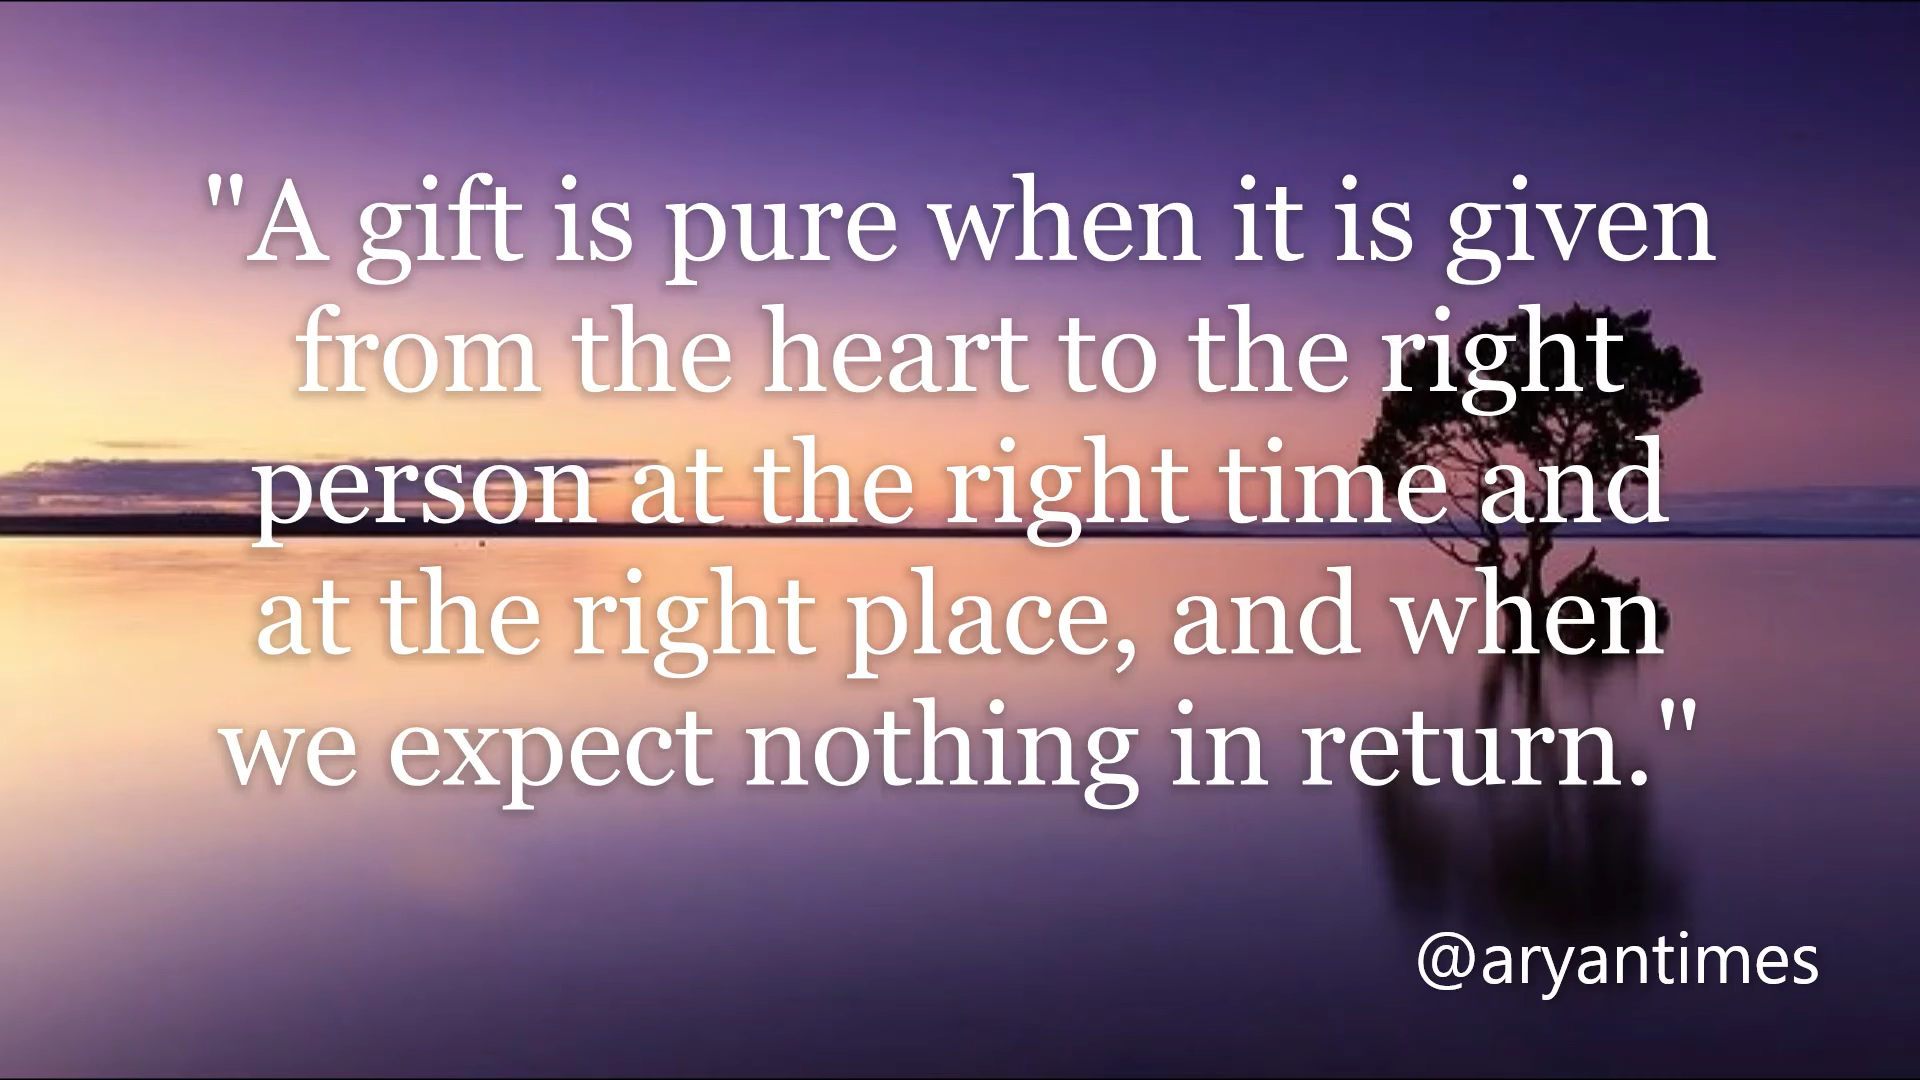 "A gift is pure when it is given
from the heart to the right
person at the right time and
at the right place, and when
we expect nothing in return."
@aryantimes